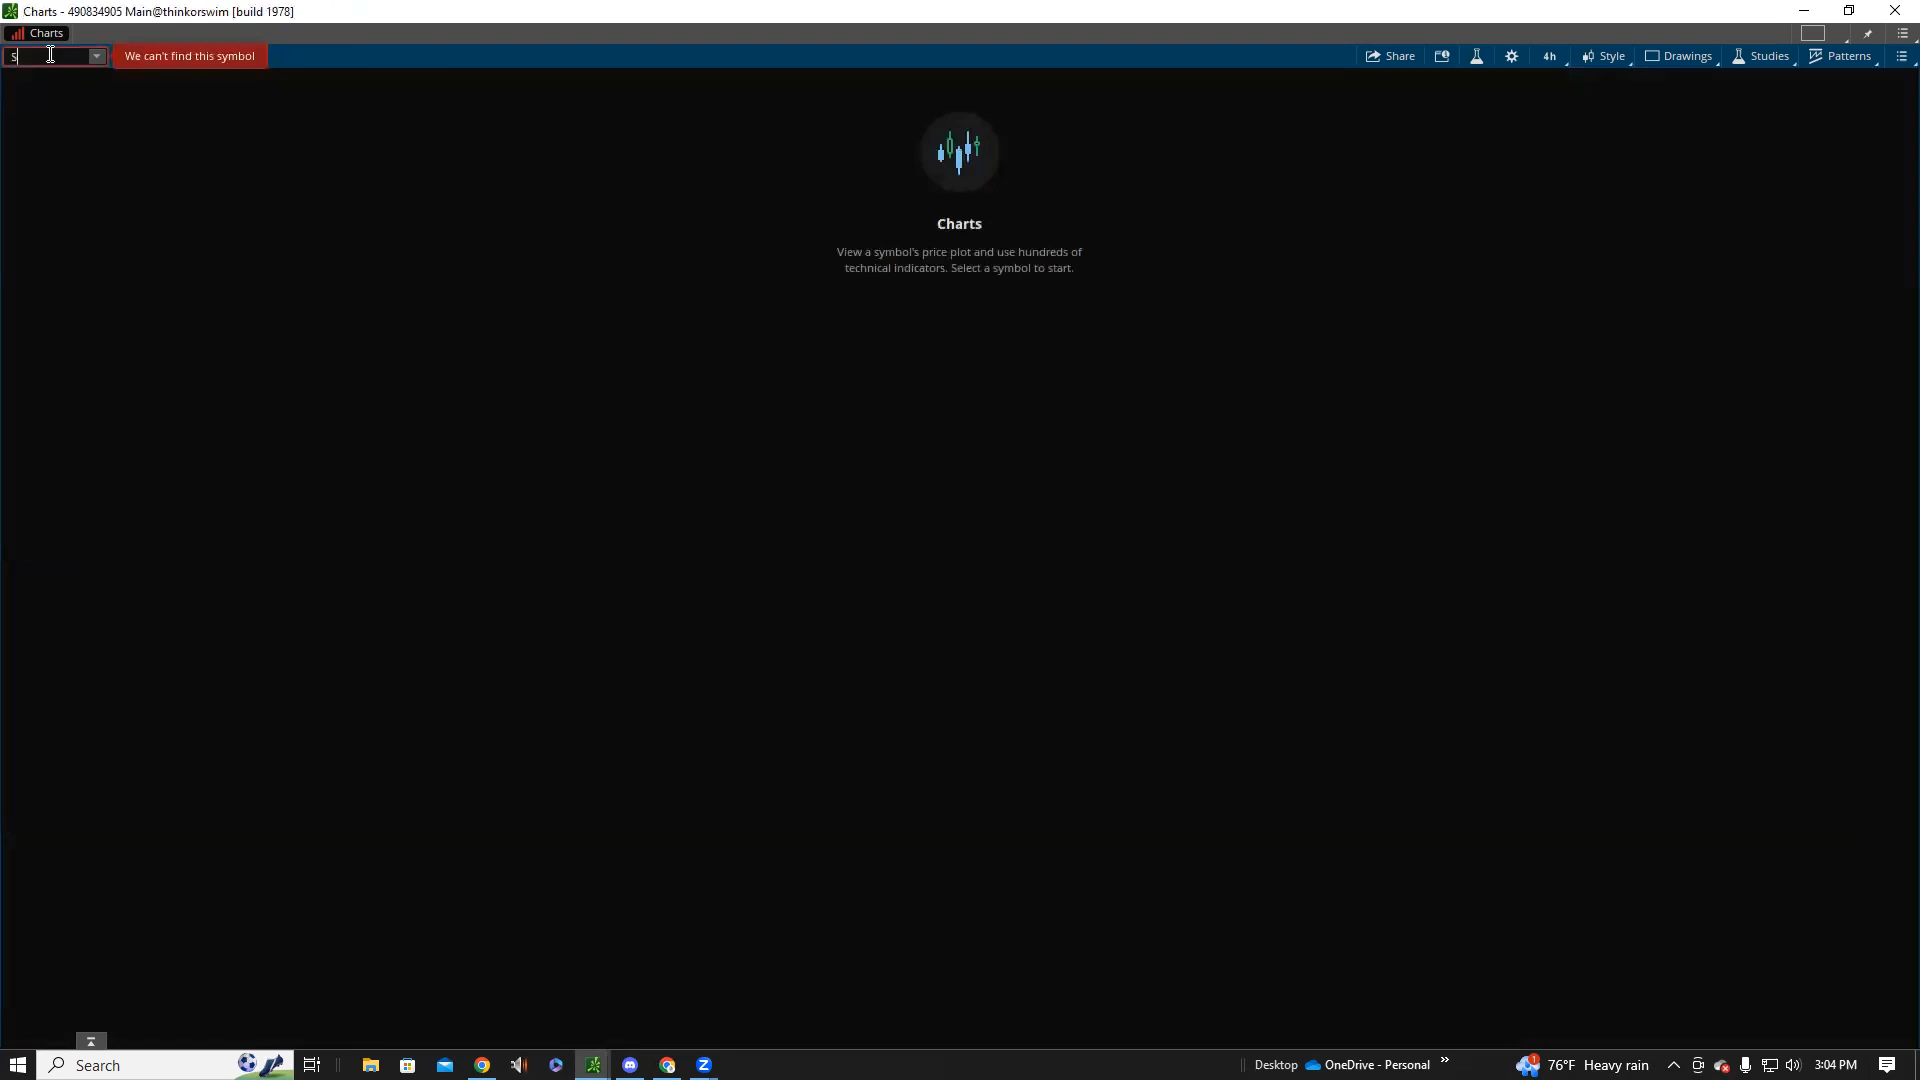 Charts - 490834905 Main@thinkorswim [build 1978]
Charts
S
We can't find this symbol
Share
4h
Style
Drawings
Studies
Patterns
Charts
View a symbol's price plot and use hundreds of
technical indicators. Select a symbol to start.
Search
Desktop
OneDrive - Personal
1
76°F Heavy rain
3:04 PM